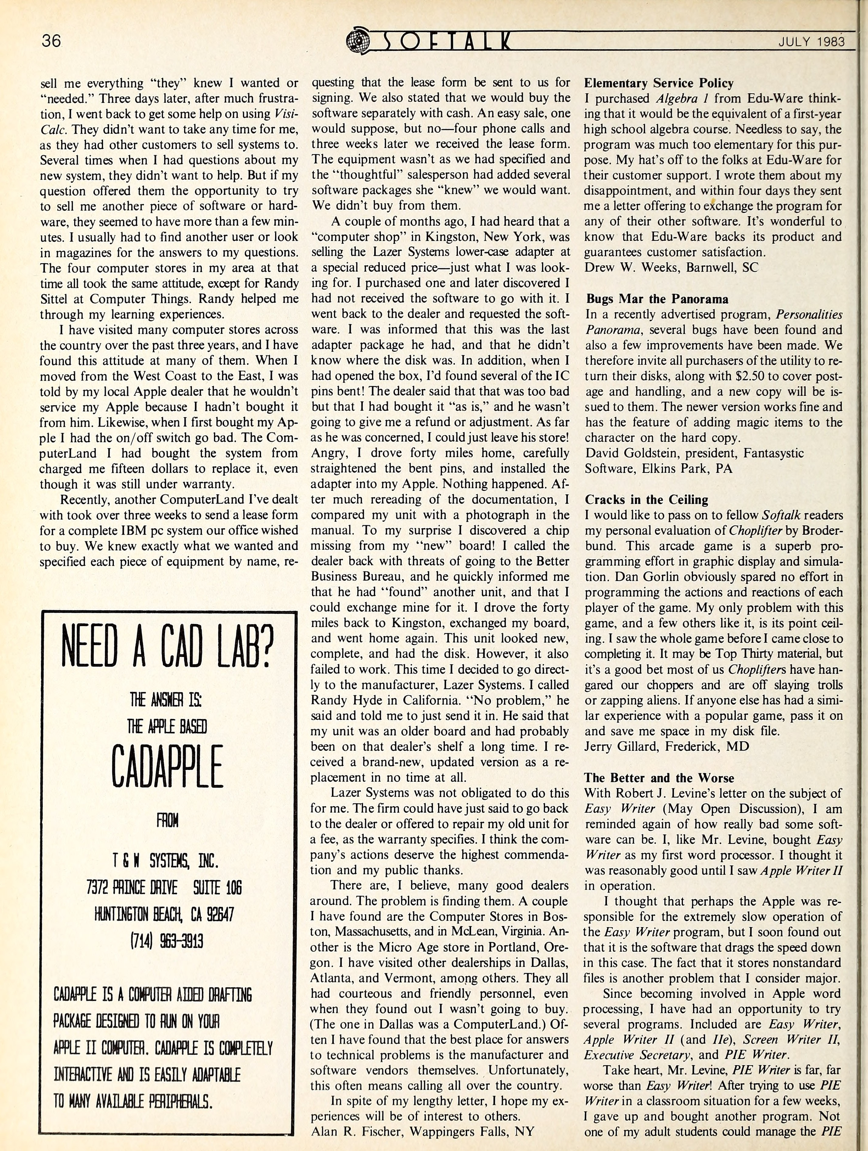 36
SOFTALK
JULY 1983
sell me everything “they” knew I wanted or
“needed.” Three days later, after much frustra-
tion, I went back to get some help on using Visi-
Calc. They didn’t want to take any time for me,
as they had other customers to sell systems to.
Several times when I had questions about my
new system, they didn’t want to help. But if my
question offered them the opportunity to try
to sell me another piece of software or hard-
ware, they seemed to have more than a few min-
utes. I usually had to find another user or look
in magazines for the answers to my questions.
The four computer stores in my area at that
time all took the same attitude, except for Randy
Sittel at Computer Things. Randy helped me
through my learning experiences.
I have visited many computer stores across
the country over the past three years, and I have
found this attitude at many of them. When I
moved from the West Coast to the East, I was
told by my local Apple dealer that he wouldn’t
service my Apple because I hadn’t bought it
from him. Likewise, when I first bought my Ap-
ple I had the on/off switch go bad. The Com-
puterLand I had bought the system from
charged me fifteen dollars to replace it, even
though it was still under warranty.
Recently, another ComputerLand I’ve dealt
with took over three weeks to send a lease form
for a complete IBM pc system our office wished
to buy. We knew exactly what we wanted and
specified each piece of equipment by name, re-
NEED A CAD LAB?
THE ANSWER IS:
THE APPLE BASED
CADAPPLE
FROM
T & W SYSTEMS, INC.
7372 PRINCE DRIVE SUITE 106
HUNTINGTON BEACH, CA 92647
(714) 963-3913
CADAPPLE IS A COMPUTER AIDED DRAFTING
PACKAGE DESIGNED TO RUN ON YOUR
APPLE II COMPUTER. CADAPPLE IS COMPLETELY
INTERACTIVE AND IS EASILY ADAPTABLE
TO MANY AVAILABLE PERIPHERALS.
questing that the lease form be sent to us for
signing. We also stated that we would buy the
software separately with cash. An easy sale, one
would suppose, but no—four phone calls and
three weeks later we received the lease form.
The equipment wasn’t as we had specified and
the “thoughtful” salesperson had added several
software packages she “knew” we would want.
We didn’t buy from them.
A couple of months ago, I had heard that a
“computer shop” in Kingston, New York, was
selling the Lazer Systems lower-case adapter at
a special reduced price—just what I was look-
ing for. I purchased one and later discovered I
had not received the software to go with it. I
went back to the dealer and requested the soft-
ware. I was informed that this was the last
adapter package he had, and that he didn’t
know where the disk was. In addition, when I
had opened the box, I’d found several of the IC
pins bent! The dealer said that that was too bad
but that I had bought it “as is,” and he wasn’t
going to give me a refund or adjustment. As far
as he was concerned, I could just leave his store!
Angry, I drove forty miles home, carefully
straightened the bent pins, and installed the
adapter into my Apple. Nothing happened. Af-
ter much rereading of the documentation, I
compared my unit with a photograph in the
manual. To my surprise I discovered a chip
missing from my “new” board! I called the
dealer back with threats of going to the Better
Business Bureau, and he quickly informed me
that he had “found” another unit, and that I
could exchange mine for it. I drove the forty
miles back to Kingston, exchanged my board,
and went home again. This unit looked new,
complete, and had the disk. However, it also
failed to work. This time I decided to go direct-
ly to the manufacturer, Lazer Systems. I called
Randy Hyde in California. “No problem,” he
said and told me to just send it in. He said that
my unit was an older board and had probably
been on that dealer’s shelf a long time. I re-
ceived a brand-new, updated version as a re-
placement in no time at all.
Lazer Systems was not obligated to do this
for me. The firm could have just said to go back
to the dealer or offered to repair my old unit for
a fee, as the warranty specifies. I think the com-
pany’s actions deserve the highest commenda-
tion and my public thanks.
There are, I believe, many good dealers
around. The problem is finding them. A couple
I have found are the Computer Stores in Bos-
ton, Massachusetts, and in McLean, Virginia. An-
other is the Micro Age store in Portland, Ore-
gon. I have visited other dealerships in Dallas,
Atlanta, and Vermont, among others. They all
had courteous and friendly personnel, even
when they found out I wasn’t going to buy.
(The one in Dallas was a ComputerLand.) Of-
ten I have found that the best place for answers
to technical problems is the manufacturer and
software vendors themselves. Unfortunately,
this often means calling all over the country.
In spite of my lengthy letter, I hope my ex-
periences will be of interest to others.
Alan R. Fischer, Wappingers Falls, NY
Elementary Service Policy
I purchased Algebra 1 from Edu-Ware think-
ing that it would be the equivalent of a first-year
high school algebra course. Needless to say, the
program was much too elementary for this pur-
pose. My hat’s off to the folks at Edu-Ware for
their customer support. I wrote them about my
disappointment, and within four days they sent
me a letter offering to exchange the program for
any of their other software. It’s wonderful to
know that Edu-Ware backs its product and
guarantees customer satisfaction.
Drew W. Weeks, Barnwell, SC
Bugs Mar the Panorama
In a recently advertised program, Personalities
Panorama, several bugs have been found and
also a few improvements have been made. We
therefore invite all purchasers of the utility to re-
turn their disks, along with $2.50 to cover post-
age and handling, and a new copy will be is-
sued to them. The newer version works fine and
has the feature of adding magic items to the
character on the hard copy.
David Goldstein, president, Fantasystic
Software, Elkins Park, PA
Cracks in the Ceiling
I would like to pass on to fellow Softalk readers
my personal evaluation of Choplifter by Broder-
bund. This arcade game is a superb pro-
gramming effort in graphic display and simula-
tion. Dan Gorlin obviously spared no effort in
programming the actions and reactions of each
player of the game. My only problem with this
game, and a few others like it, is its point ceil-
ing. I saw the whole game before I came close to
completing it. It may be Top Thirty material, but
it’s a good bet most of us Choplifters have han-
gared our choppers and are off slaying trolls
or zapping aliens. If anyone else has had a simi-
lar experience with a popular game, pass it on
and save me space in my disk file.
Jerry Gillard, Frederick, MD
The Better and the Worse
With Robert J. Levine’s letter on the subject of
Easy Writer (May Open Discussion), I am
reminded again of how really bad some soft-
ware can be. I, like Mr. Levine, bought Easy
Writer as my first word processor. I thought it
was reasonably good until I saw Apple Writer II
in operation.
I thought that perhaps the Apple was re-
sponsible for the extremely slow operation of
the Easy Writer program, but I soon found out
that it is the software that drags the speed down
in this case. The fact that it stores nonstandard
files is another problem that I consider major.
Since becoming involved in Apple word
processing, I have had an opportunity to try
several programs. Included are Easy Writer,
Apple Writer II (and IIe), Screen Writer II,
Executive Secretary, and PIE Writer.
Take heart, Mr. Levine, PIE Writer is far, far
worse than Easy Writer! After trying to use PIE
Writer in a classroom situation for a few weeks,
I gave up and bought another program. Not
one of my adult students could manage the PIE